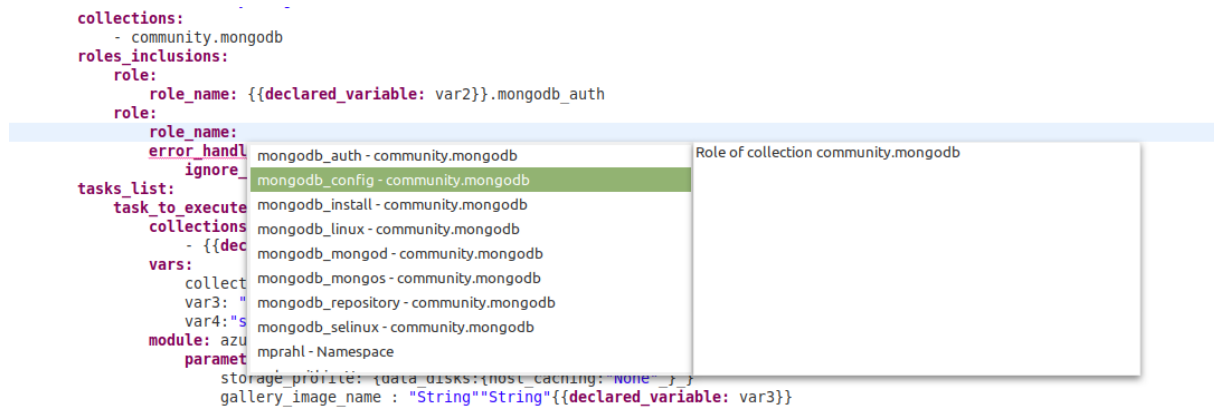 collections:
- community.mongodb
roles_inclusions:
role:
role_name: {{declared_variable: var2}}.mongodb_auth
role:
role_name:
error_handl
ignore_
tasks_list:
task_to_execute
collections
- {{dec
vars:
collect
var3: "
var4:"s
module: azu
paramet
mongodb_auth - community.mongodb
mongodb_config - community.mongodb
mongodb_install - community.mongodb
mongodb_linux - community.mongodb
mongodb_mongod - community.mongodb
mongodb_mongos - community.mongodb
mongodb_repository - community.mongodb
mongodb_selinux - community.mongodb
mprahl - Namespace
Role of collection community.mongodb
storage_profile: {data_disks:{host_caching:"None"_}_}
gallery_image_name : "String""String"{{declared_variable: var3}}